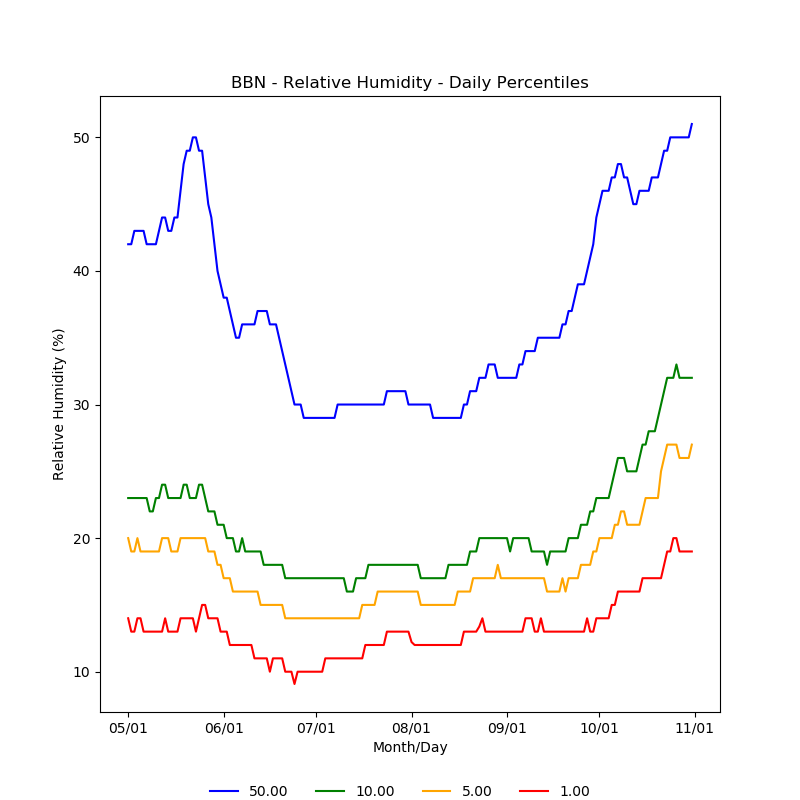 BBN - Relative Humidity - Daily Percentiles
50
40
30
20
10
Relative Humidity (%)
05/01 06/01 07/01 08/01 09/01 10/01 11/01
Month/Day
50.00 10.00 5.00 1.00